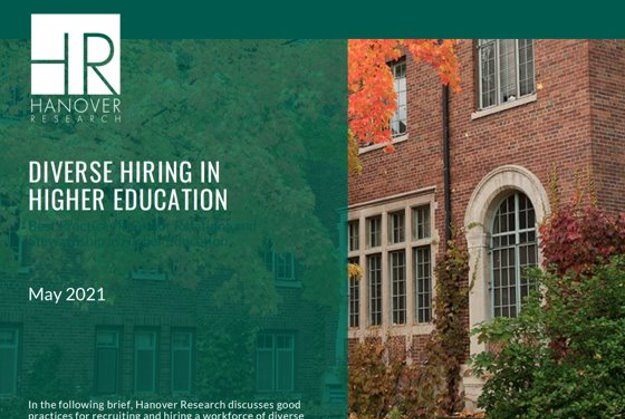 HR
HANOVER
RESEARCH
DIVERSE HIRING IN
HIGHER EDUCATION
May 2021
In the following brief, Hanover Research discusses good
practices for recruiting and hiring a workforce of diverse